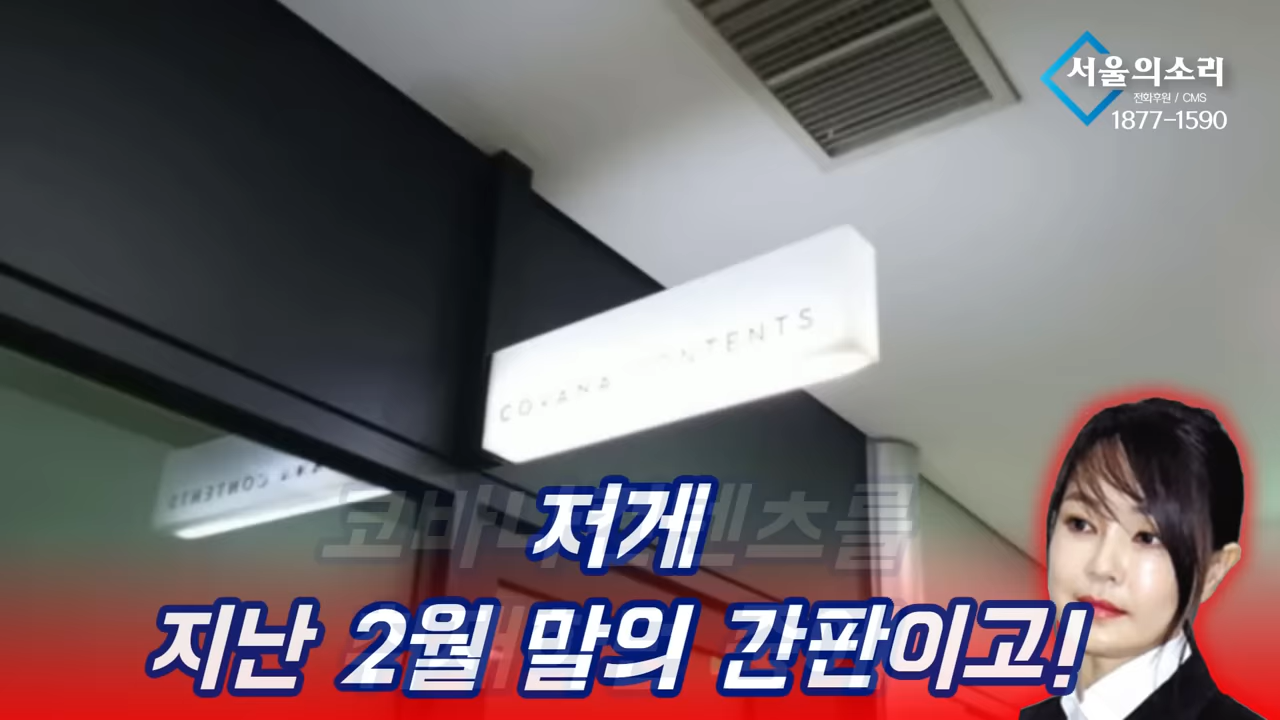 서울의소리
전화후원 / CMS
1877-1590
COVANA CONTENTS
CONTENTS
저게
지난 2월 말의 간판이고!